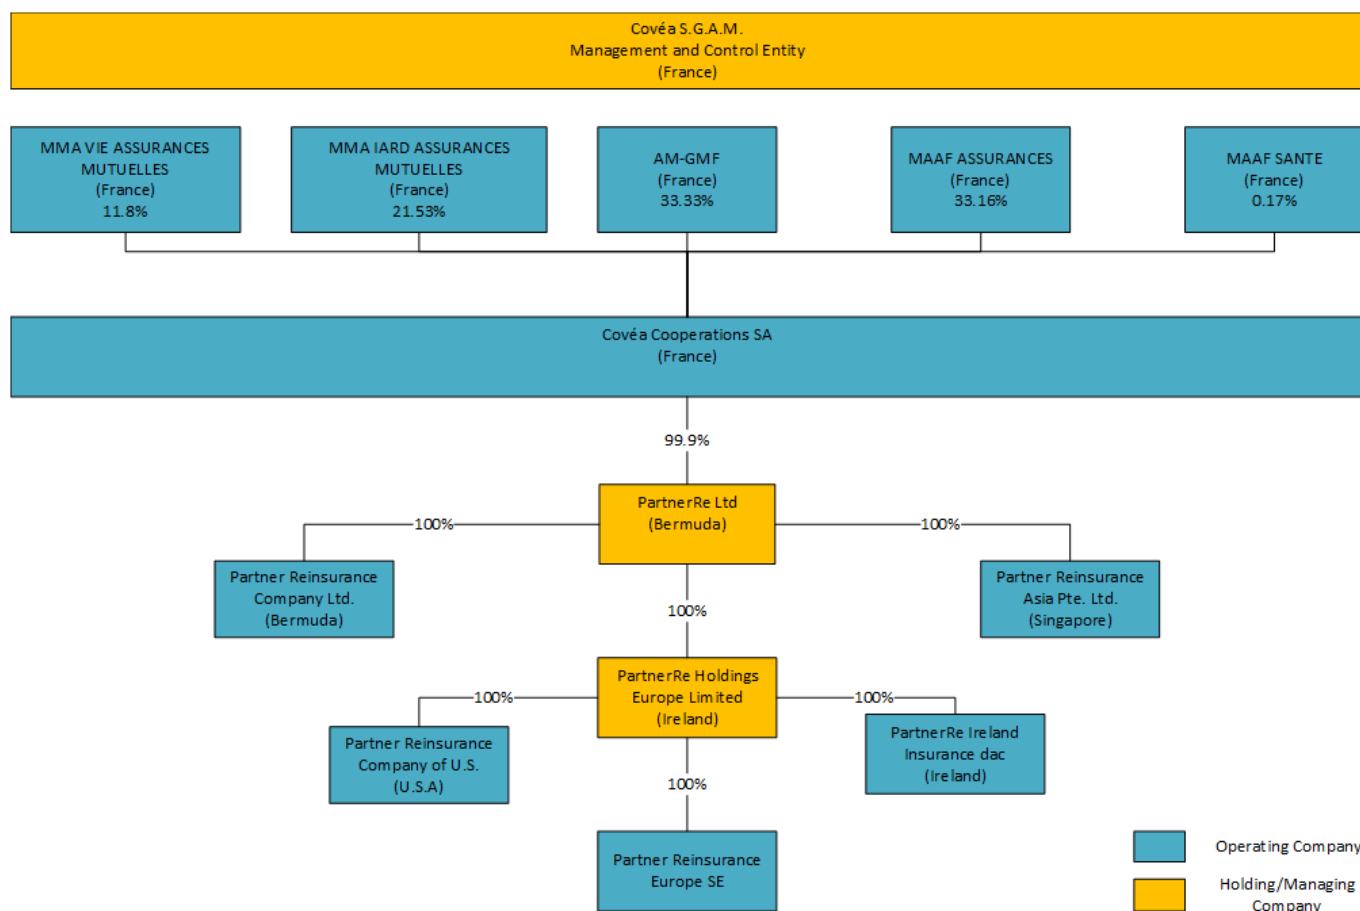 Covéa S.G.A.M.
Management and Control Entity
(France)
MMA VIE ASSURANCES
MUTUELLES
(France)
11.8%
MMA IARD ASSURANCES
MUTUELLES
(France)
21.53%
AM-GMF
(France)
33.33%
MAAF ASSURANCES
(France)
33.16%
MAAF SANTE
(France)
0.17%
Covéa Cooperations SA
(France)
99.9%
PartnerRe Ltd
(Bermuda)
100%
100%
Partner Reinsurance
Company Ltd.
(Bermuda)
Partner Reinsurance
Asia Pte. Ltd.
(Singapore)
100%
PartnerRe Holdings
Europe Limited
(Ireland)
100%
100%
Partner Reinsurance
Company of U.S.
(U.S.A)
PartnerRe Ireland
Insurance dac
(Ireland)
100%
Partner Reinsurance
Europe SE
Operating Company
Holding/Managing
Company